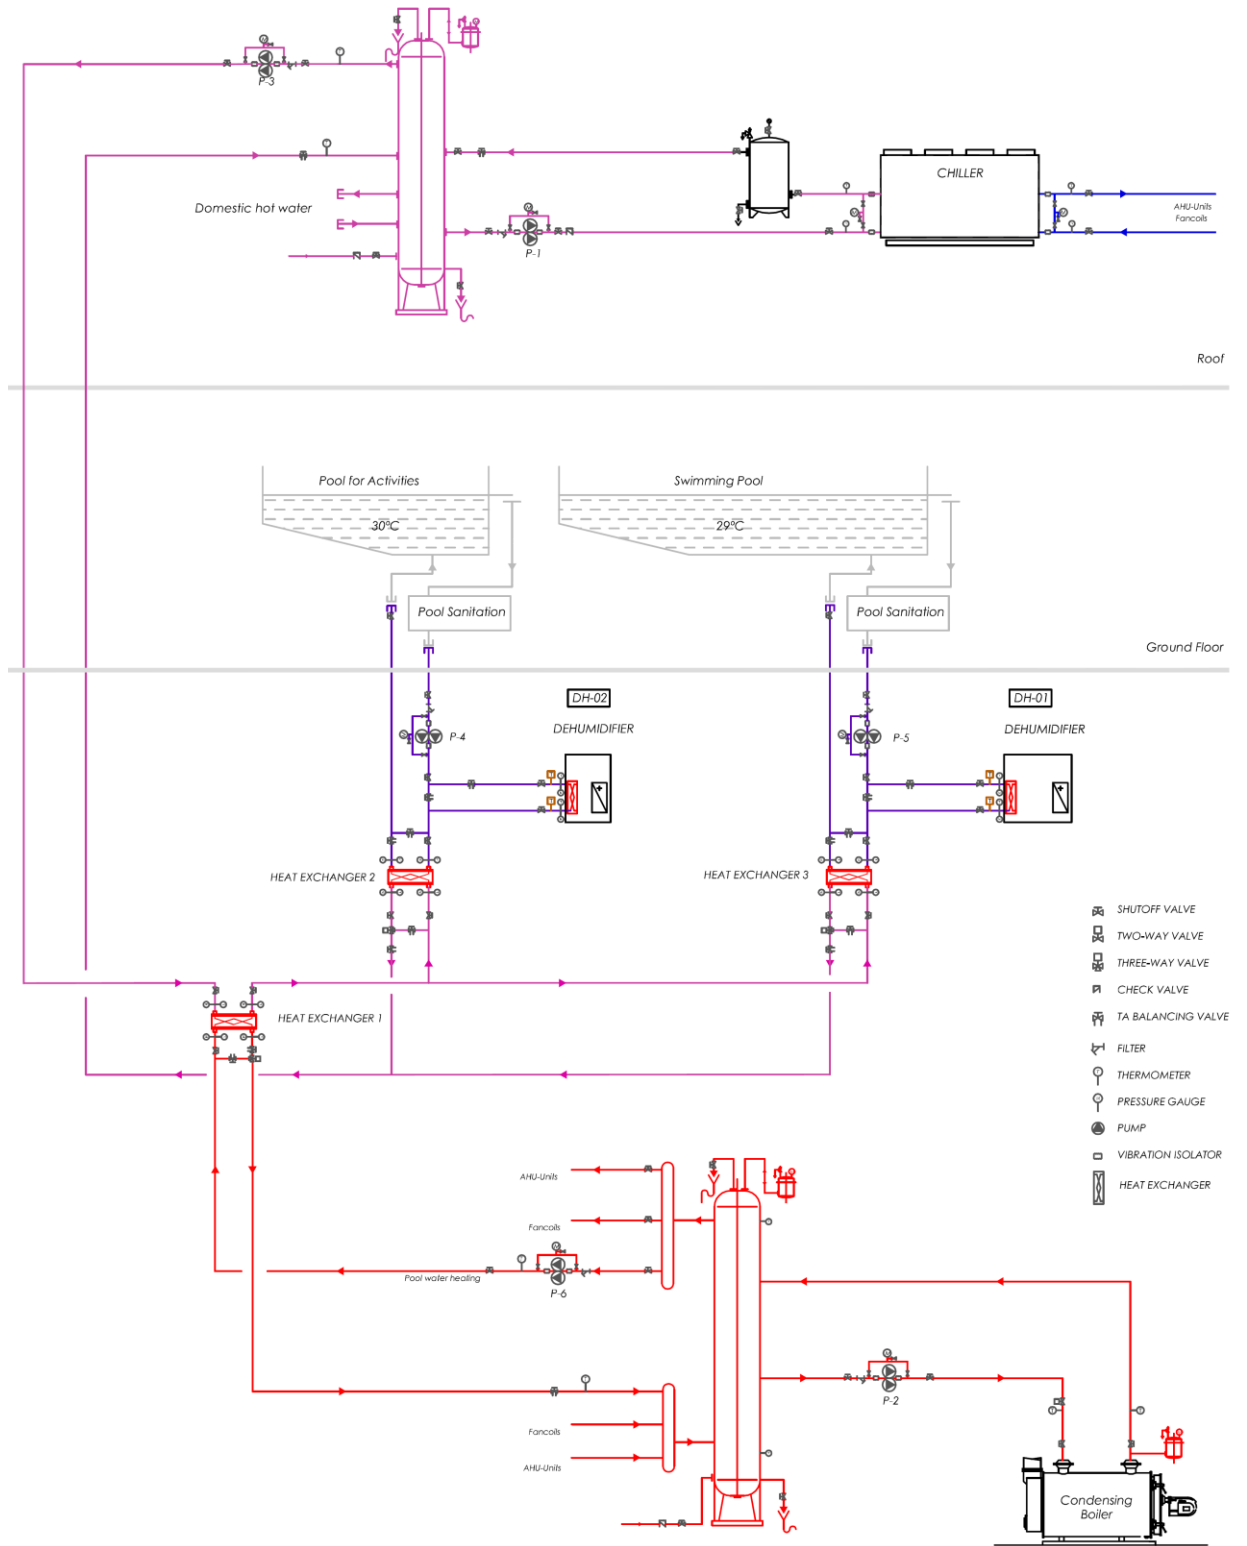 P-3
Domestic hot water
P-1
CHILLER
AHU-Units
Fancoils
Roof
Pool for Activities
Swimming Pool
30ºC
29ºC
Pool Sanitation
Pool Sanitation
Ground Floor
DH-02
DH-01
DEHUMIDIFIER
DEHUMIDIFIER
P-4
P-5
HEAT EXCHANGER 2
HEAT EXCHANGER 3
SHUTOFF VALVE
TWO-WAY VALVE
THREE-WAY VALVE
CHECK VALVE
HEAT EXCHANGER 1
TA BALANCING VALVE
FILTER
THERMOMETER
PRESSURE GAUGE
PUMP
VIBRATION ISOLATOR
HEAT EXCHANGER
AHU-Units
Fancoils
Pool water heating
P-6
P-2
Fancoils
AHU-Units
Condensing
Boiler